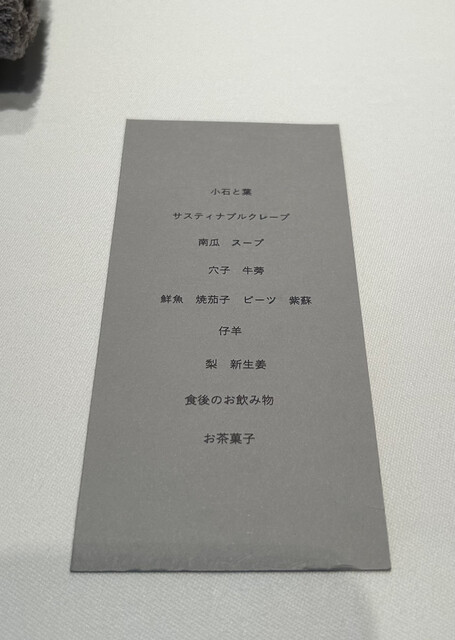 小石と葉
サスティナブルクレープ
南瓜　スープ
穴子　牛蒡
鮮魚　焼茄子　ビーツ　紫蘇
仔羊
梨　新生姜
食後のお飲み物
お茶菓子